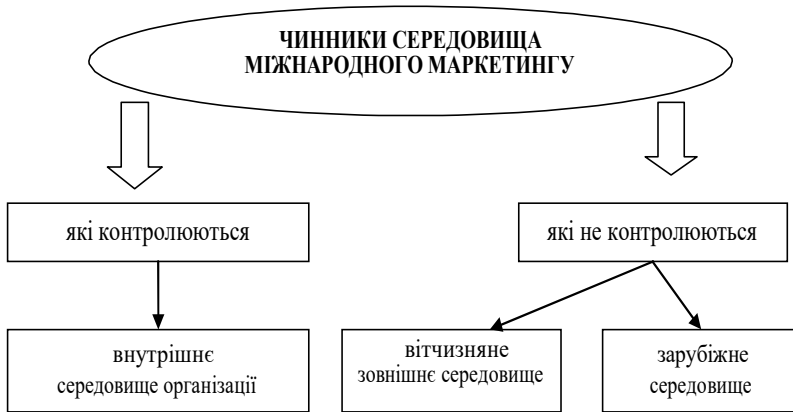 ЧИННИКИ СЕРЕДОВИЩА
МІЖНАРОДНОГО МАРКЕТИНГУ
які контролюються
які не контролюються
внутрішнє
середовище організації
вітчизняне
зовнішнє середовище
зарубіжне
середовище